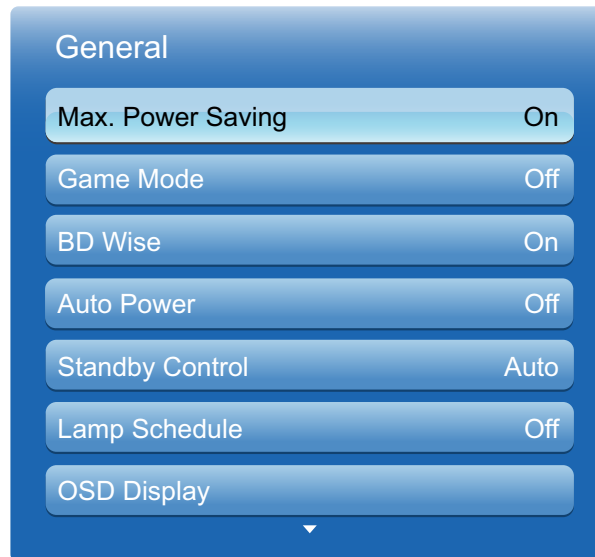 General
Max. Power Saving On
Game Mode Off
BD Wise On
Auto Power Off
Standby Control Auto
Lamp Schedule Off
OSD Display